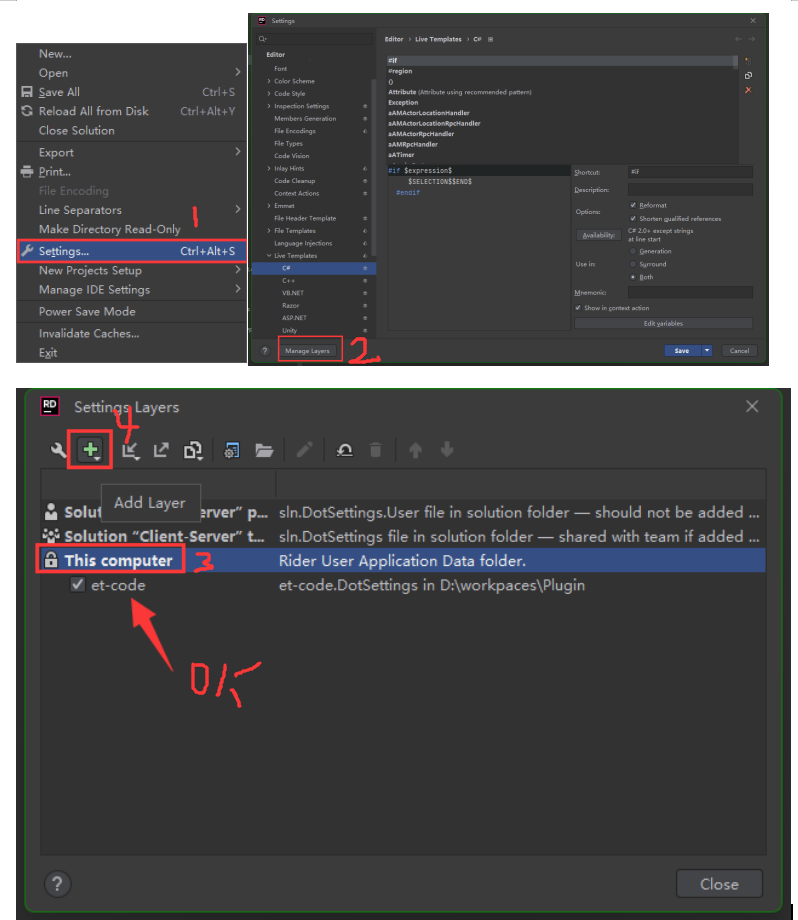 New...
Open
Save All Ctrl+S
Reload All from Disk Ctrl+Alt+Y
Close Solution
Export
Print...
File Encoding
Line Separators
Make Directory Read-Only
1
Settings... Ctrl+Alt+S
New Projects Setup
Manage IDE Settings
Power Save Mode
Invalidate Caches...
Exit
RD Settings
Editor
Font
Color Scheme
Code Style
Inspection Settings
Members Generation
File Encodings
File Types
Code Vision
Inlay Hints
Code Cleanup
Context Actions
Emmet
File Header Template
File Templates
Language Injections
Live Templates
C#
C++
VB.NET
Razor
ASP.NET
Unity
Editor > Live Templates > C#
#if
#region
()
Attribute (Attribute using recommended pattern)
Exception
aAMActorLocationHandler
aAMActorLocationRpcHandler
aAMActorRpcHandler
aAMRpcHandler
aATimer
#if $expression$
$SELECTION$$END$
#endif
Shortcut: #if
Description:
Options: Reformat
Shorten qualified references
Availability: C# 2.0+ except strings
at line start
Use in: Generation
Surround
Both
Mnemonic:
Show in context action
Edit variables
? Manage Layers 2
Save Cancel
RD Settings Layers
4
Add Layer
Solut erver" p... sln.DotSettings.User file in solution folder — should not be added ...
Solution "Client-Server" t... sln.DotSettings file in solution folder — shared with team if added ...
This computer 3 Rider User Application Data folder.
et-code et-code.DotSettings in D:\workpaces\Plugin
OK
? Close